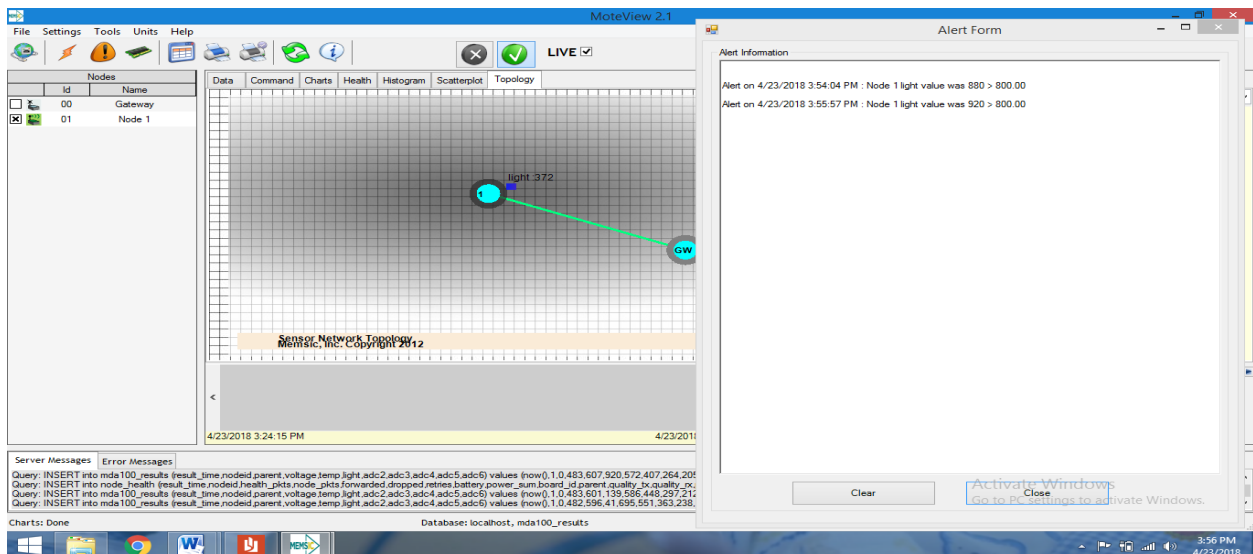 MoteView 2.1
File Settings Tools Units Help
LIVE
Nodes
Id Name
00 Gateway
01 Node 1
Data Command Charts Health Histogram Scatterplot Topology
light :372
1
GW
Sensor Network Topology
Memsic, Inc. Copyright 2012
<
4/23/2018 3:24:15 PM 4/23/201
Alert Form
Alert Information
Alert on 4/23/2018 3:54:04 PM : Node 1 light value was 880 > 800.00
Alert on 4/23/2018 3:55:57 PM : Node 1 light value was 920 > 800.00
Clear Close
Activate Windows
Go to PC settings to activate Windows.
Server Messages Error Messages
Query: INSERT into mda100_results (result_time,nodeid,parent,voltage,temp,light,adc2,adc3,adc4,adc5,adc6) values (now(),1,0,483,607,920,572,407,264,205
Query: INSERT into node_health (result_time,nodeid,health_pkts,node_pkts,forwarded,dropped,retries,battery,power_sum,board_id,parent,quality_tx,quality_rx,
Query: INSERT into mda100_results (result_time,nodeid,parent,voltage,temp,light,adc2,adc3,adc4,adc5,adc6) values (now(),1,0,483,601,139,586,448,297,212
Query: INSERT into mda100_results (result_time,nodeid,parent,voltage,temp,light,adc2,adc3,adc4,adc5,adc6) values (now(),1,0,482,596,41,695,551,363,238,
Charts: Done Database: localhost, mda100_results
MEMSIC
3:56 PM
4/23/2018